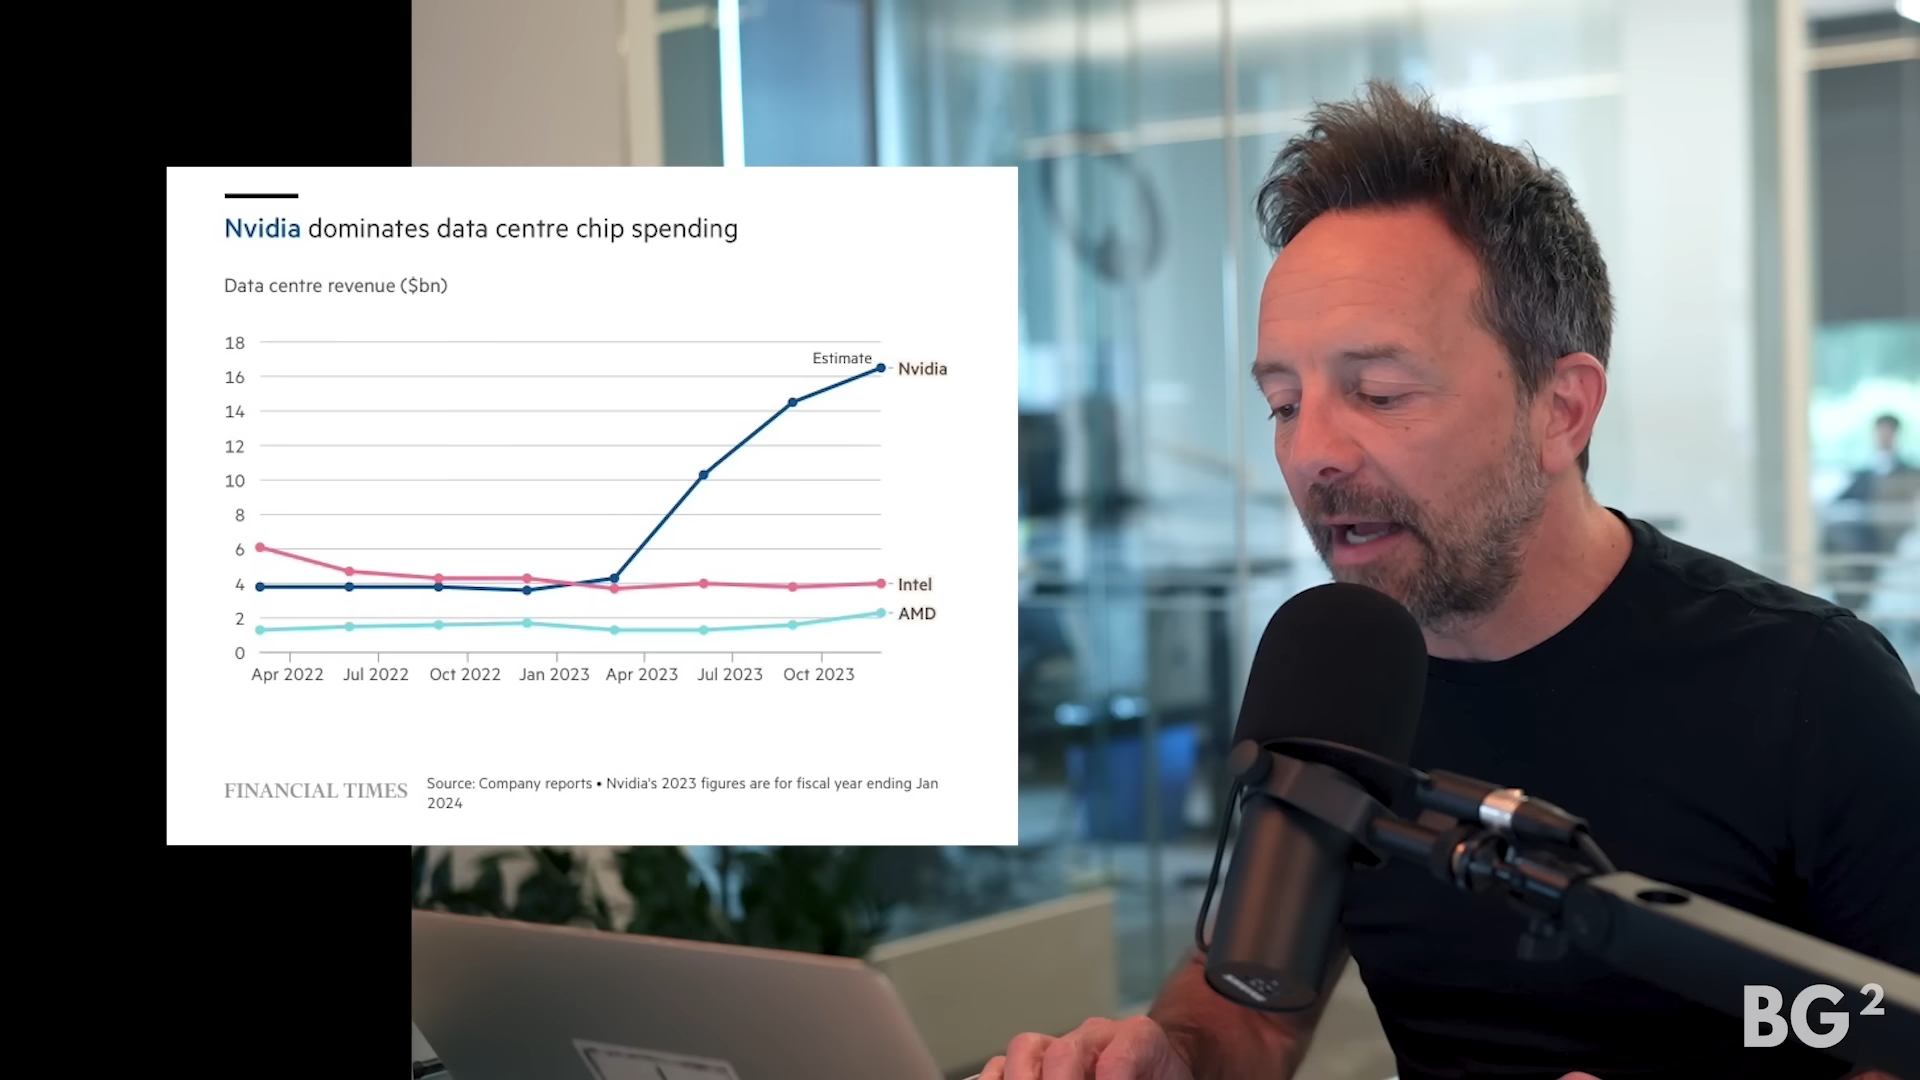 Nvidia dominates data centre chip spending
Data centre revenue ($bn)
18
16
14
12
10
8
6
4
2
0
Estimate
Nvidia
Intel
AMD
Apr 2022 Jul 2022 Oct 2022 Jan 2023 Apr 2023 Jul 2023 Oct 2023
FINANCIAL TIMES
Source: Company reports • Nvidia's 2023 figures are for fiscal year ending Jan
2024
BG²